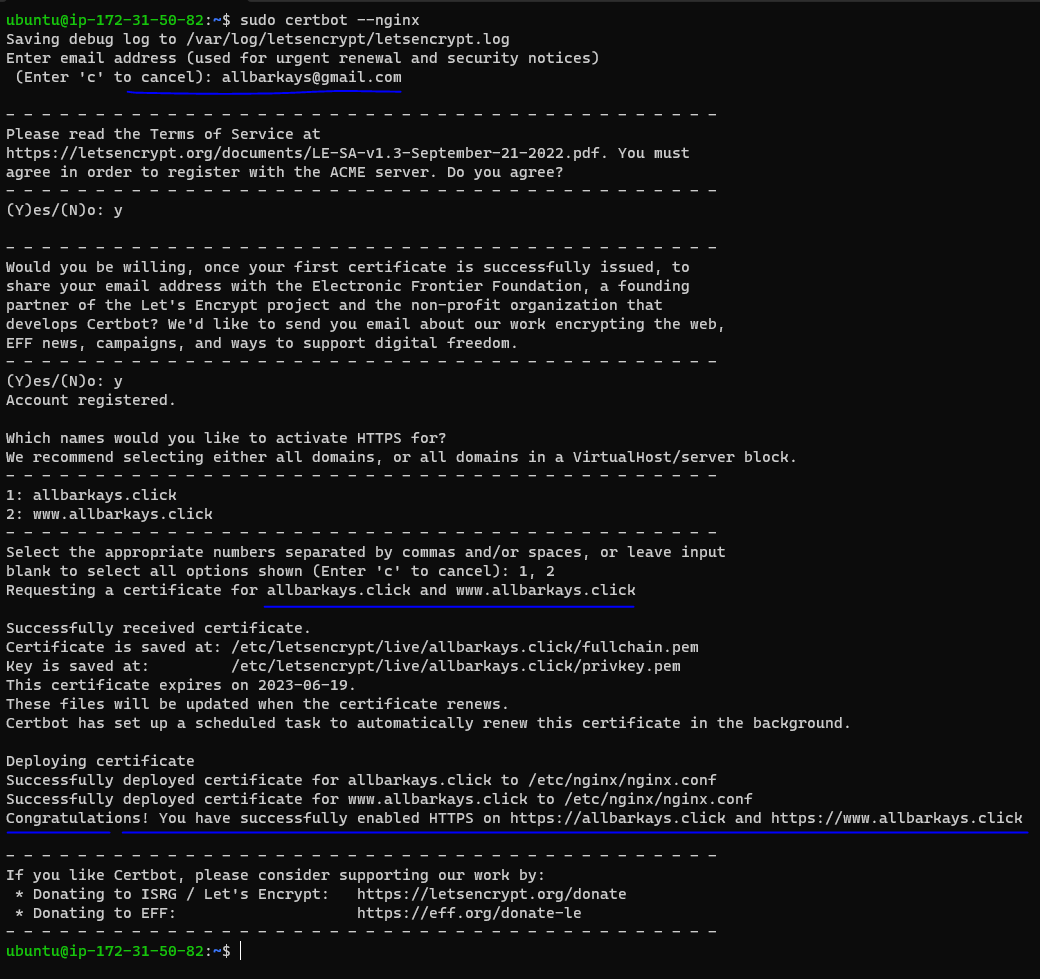 ubuntu@ip-172-31-50-82:~$ sudo certbot --nginx
Saving debug log to /var/log/letsencrypt/letsencrypt.log
Enter email address (used for urgent renewal and security notices)
 (Enter 'c' to cancel): allbarkays@gmail.com

- - - - - - - - - - - - - - - - - - - - - - - - - - - - - - - - - - - - - - - -
Please read the Terms of Service at
https://letsencrypt.org/documents/LE-SA-v1.3-September-21-2022.pdf. You must
agree in order to register with the ACME server. Do you agree?
- - - - - - - - - - - - - - - - - - - - - - - - - - - - - - - - - - - - - - - -
(Y)es/(N)o: y

- - - - - - - - - - - - - - - - - - - - - - - - - - - - - - - - - - - - - - - -
Would you be willing, once your first certificate is successfully issued, to
share your email address with the Electronic Frontier Foundation, a founding
partner of the Let's Encrypt project and the non-profit organization that
develops Certbot? We'd like to send you email about our work encrypting the web,
EFF news, campaigns, and ways to support digital freedom.
- - - - - - - - - - - - - - - - - - - - - - - - - - - - - - - - - - - - - - - -
(Y)es/(N)o: y
Account registered.

Which names would you like to activate HTTPS for?
We recommend selecting either all domains, or all domains in a VirtualHost/server block.
- - - - - - - - - - - - - - - - - - - - - - - - - - - - - - - - - - - - - - - -
1: allbarkays.click
2: www.allbarkays.click
- - - - - - - - - - - - - - - - - - - - - - - - - - - - - - - - - - - - - - - -
Select the appropriate numbers separated by commas and/or spaces, or leave input
blank to select all options shown (Enter 'c' to cancel): 1, 2
Requesting a certificate for allbarkays.click and www.allbarkays.click

Successfully received certificate.
Certificate is saved at: /etc/letsencrypt/live/allbarkays.click/fullchain.pem
Key is saved at:         /etc/letsencrypt/live/allbarkays.click/privkey.pem
This certificate expires on 2023-06-19.
These files will be updated when the certificate renews.
Certbot has set up a scheduled task to automatically renew this certificate in the background.

Deploying certificate
Successfully deployed certificate for allbarkays.click to /etc/nginx/nginx.conf
Successfully deployed certificate for www.allbarkays.click to /etc/nginx/nginx.conf
Congratulations! You have successfully enabled HTTPS on https://allbarkays.click and https://www.allbarkays.click

- - - - - - - - - - - - - - - - - - - - - - - - - - - - - - - - - - - - - - - -
If you like Certbot, please consider supporting our work by:
 * Donating to ISRG / Let's Encrypt:   https://letsencrypt.org/donate
 * Donating to EFF:                    https://eff.org/donate-le
- - - - - - - - - - - - - - - - - - - - - - - - - - - - - - - - - - - - - - - -
ubuntu@ip-172-31-50-82:~$